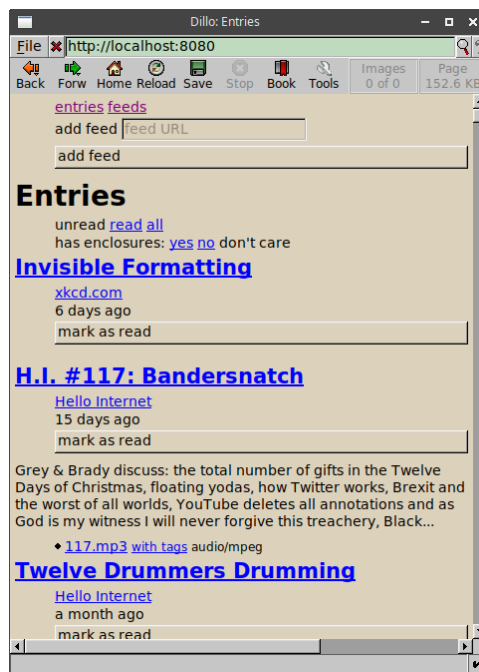 Dillo: Entries
File
http://localhost:8080
Back Forw Home Reload Save Stop Book Tools
Images
0 of 0
Page
152.6 KB
entries feeds
add feed feed URL
add feed
Entries
unread read all
has enclosures: yes no don't care
Invisible Formatting
xkcd.com
6 days ago
mark as read
H.I. #117: Bandersnatch
Hello Internet
15 days ago
mark as read
Grey & Brady discuss: the total number of gifts in the Twelve
Days of Christmas, floating yodas, how Twitter works, Brexit and
the worst of all worlds, YouTube deletes all annotations and as
God is my witness I will never forgive this treachery, Black...
117.mp3 with tags audio/mpeg
Twelve Drummers Drumming
Hello Internet
a month ago
mark as read